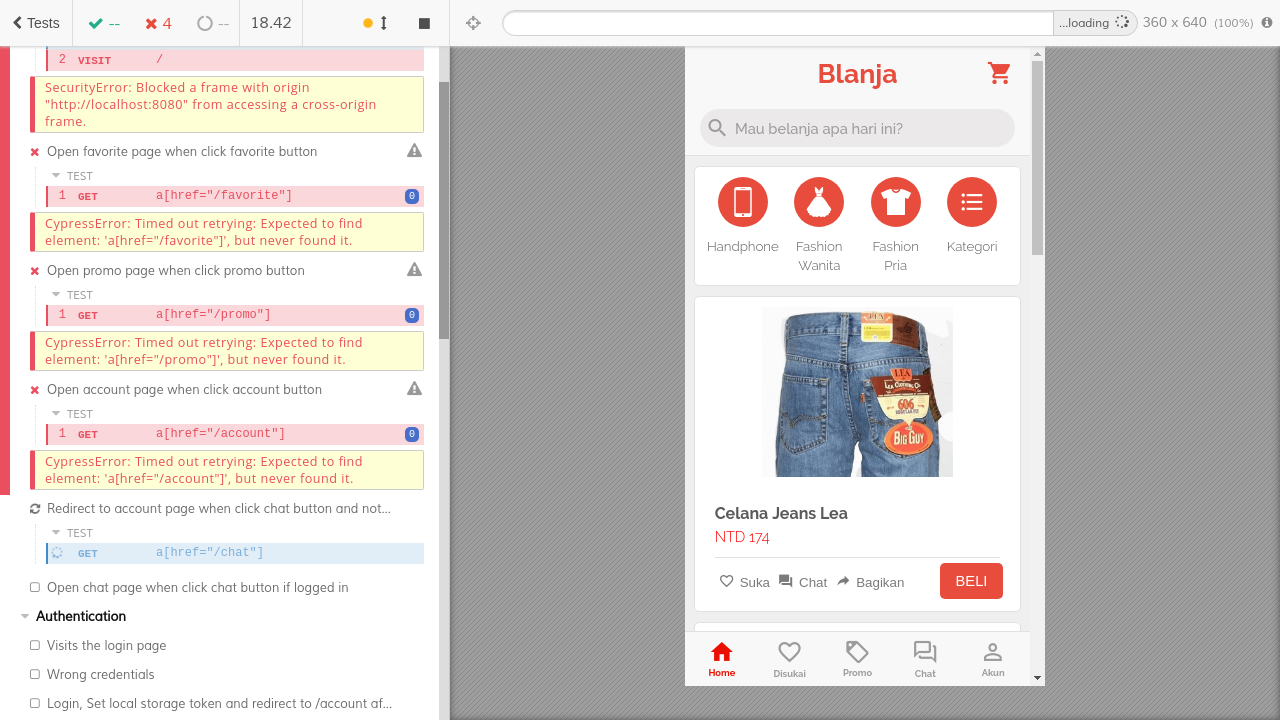 Tests
--
4
--
18.42
...loading
360 x 640 (100%)
2 VISIT /
SecurityError: Blocked a frame with origin
"http://localhost:8080" from accessing a cross-origin
frame.
Open favorite page when click favorite button
TEST
1 GET a[href="/favorite"] 0
CypressError: Timed out retrying: Expected to find
element: 'a[href="/favorite"]', but never found it.
Open promo page when click promo button
TEST
1 GET a[href="/promo"] 0
CypressError: Timed out retrying: Expected to find
element: 'a[href="/promo"]', but never found it.
Open account page when click account button
TEST
1 GET a[href="/account"] 0
CypressError: Timed out retrying: Expected to find
element: 'a[href="/account"]', but never found it.
Redirect to account page when click chat button and not...
TEST
GET a[href="/chat"]
Open chat page when click chat button if logged in
Authentication
Visits the login page
Wrong credentials
Login, Set local storage token and redirect to /account af...
Blanja
Mau belanja apa hari ini?
Handphone
Fashion
Wanita
Fashion
Pria
Kategori
LEA
Lea Clothing Co
606
BIG GUY
Celana Jeans Lea
NTD 174
Suka Chat Bagikan BELI
Home Disukai Promo Chat Akun